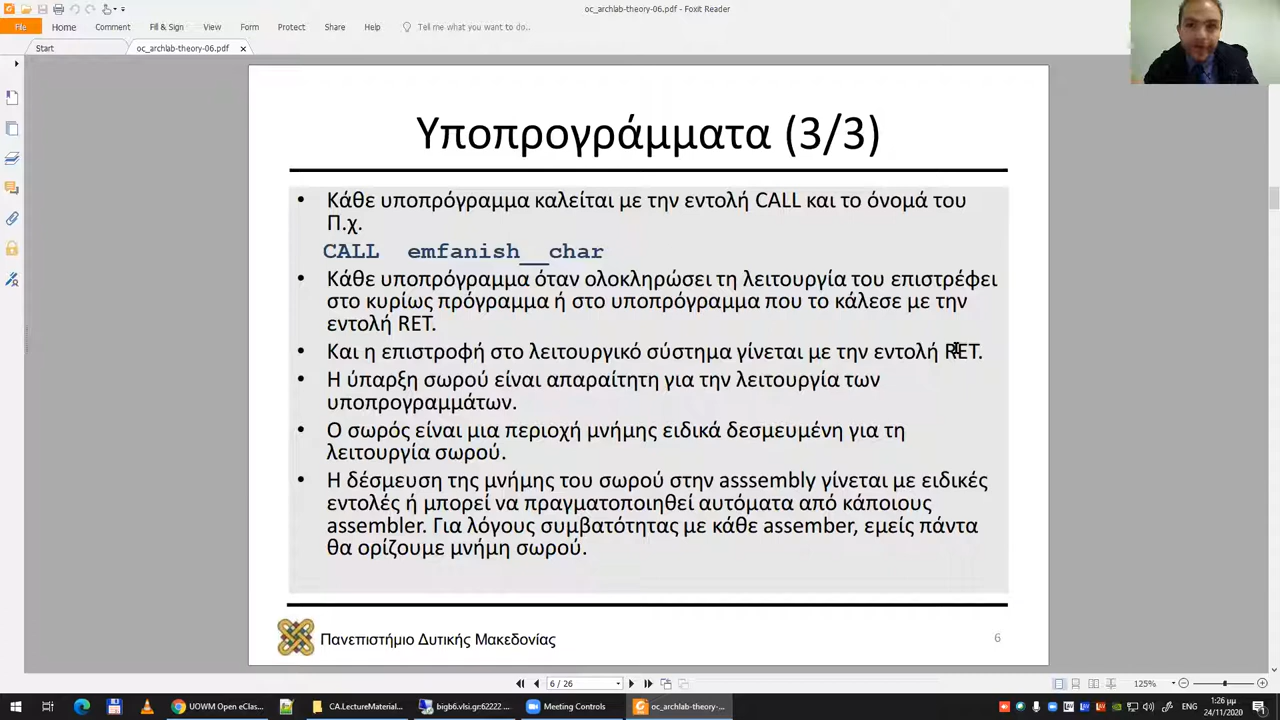 oc_archlab-theory-06.pdf - Foxit Reader
File Home Comment Fill & Sign View Form Protect Share Help Tell me what you want to do...
Start oc_archlab-theory-06.pdf
Υποπρογράμματα (3/3)
• Κάθε υποπρόγραμμα καλείται με την εντολή CALL και το όνομά του
Π.χ.
CALL emfanish__char
• Κάθε υποπρόγραμμα όταν ολοκληρώσει τη λειτουργία του επιστρέφει
στο κυρίως πρόγραμμα ή στο υποπρόγραμμα που το κάλεσε με την
εντολή RET.
• Και η επιστροφή στο λειτουργικό σύστημα γίνεται με την εντολή RET.
• Η ύπαρξη σωρού είναι απαραίτητη για την λειτουργία των
υποπρογραμμάτων.
• Ο σωρός είναι μια περιοχή μνήμης ειδικά δεσμευμένη για τη
λειτουργία σωρού.
• Η δέσμευση της μνήμης του σωρού στην asssembly γίνεται με ειδικές
εντολές ή μπορεί να πραγματοποιηθεί αυτόματα από κάποιους
assembler. Για λόγους συμβατότητας με κάθε assember, εμείς πάντα
θα ορίζουμε μνήμη σωρού.
Πανεπιστήμιο Δυτικής Μακεδονίας
6
6 / 26
125%
UOWM Open eClas... CA.LectureMaterial... bigb6.vlsi.gr:62222 ... Meeting Controls oc_archlab-theory-...
1:26 μμ
24/11/2020